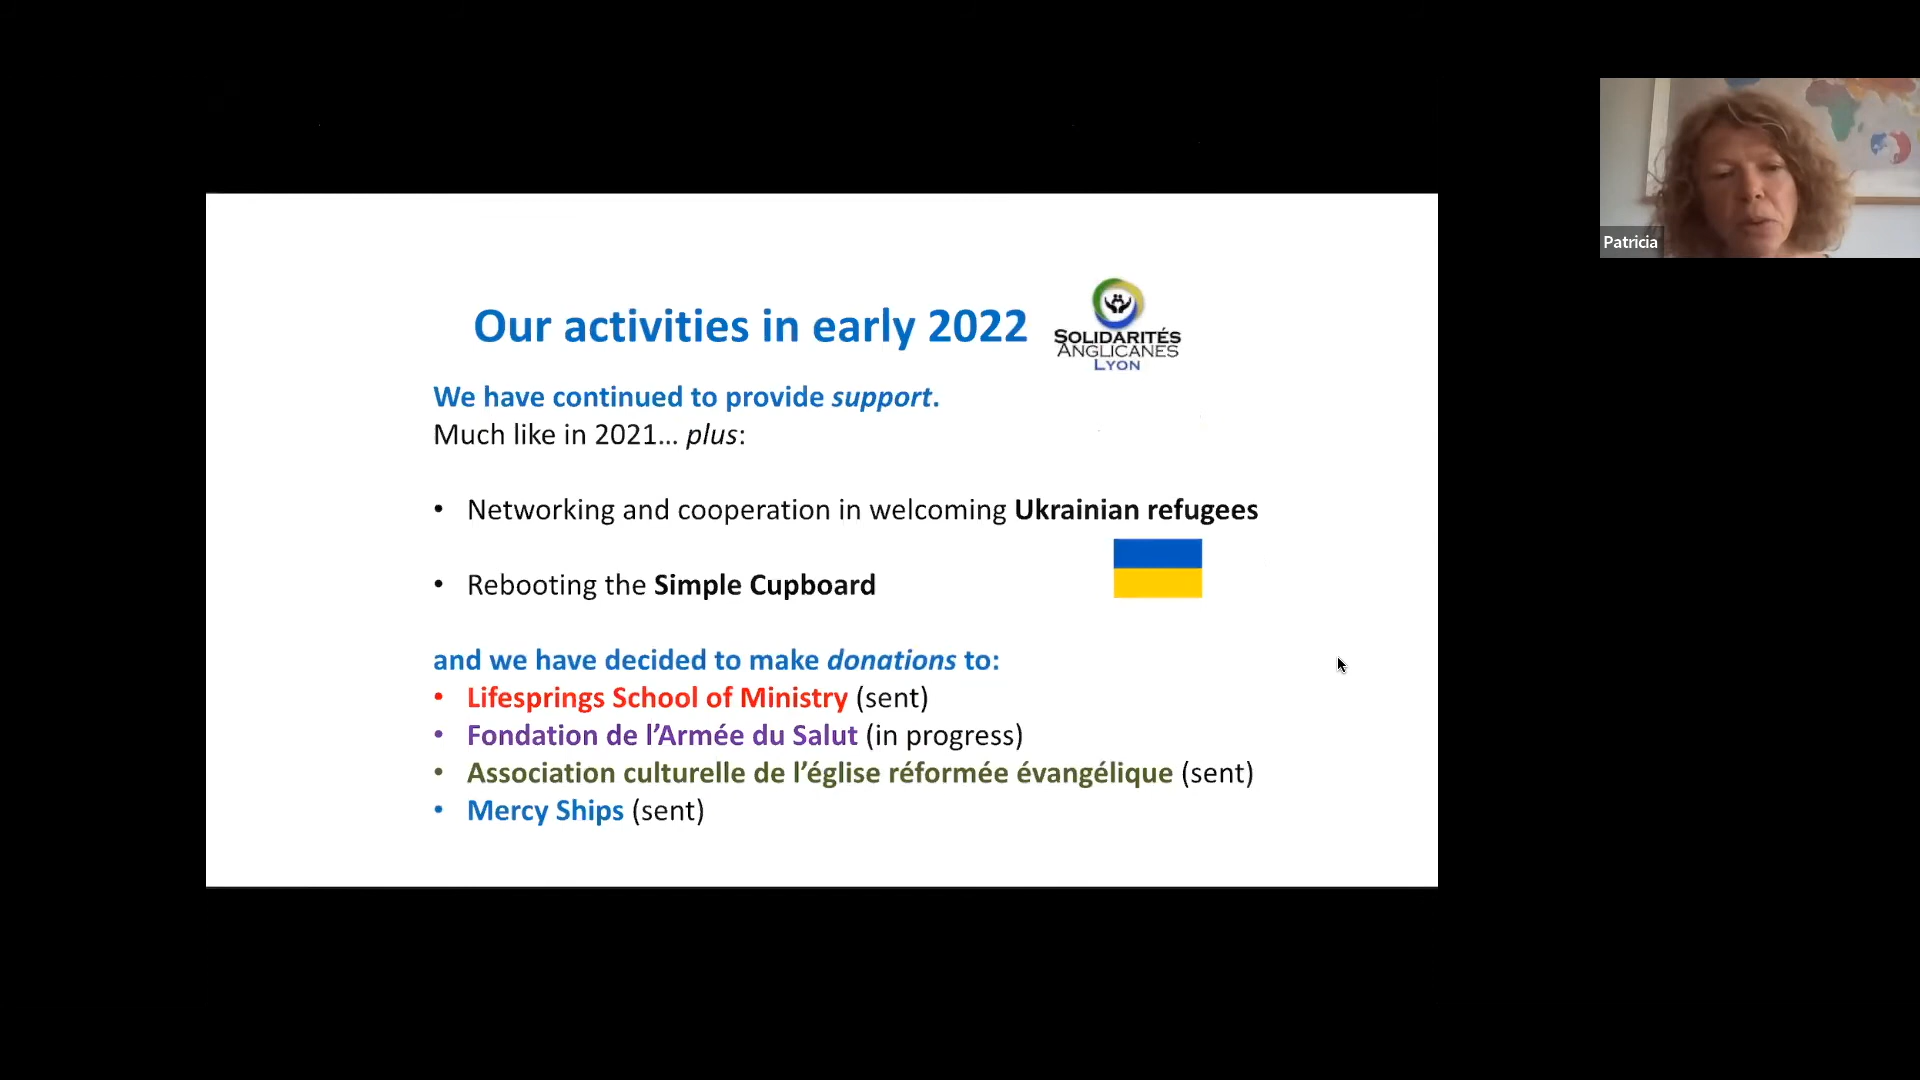 Patricia
Our activities in early 2022
SOLIDARITÉS
ANGLICANES
LYON
We have continued to provide support.
Much like in 2021... plus:
• Networking and cooperation in welcoming Ukrainian refugees
• Rebooting the Simple Cupboard
and we have decided to make donations to:
• Lifesprings School of Ministry (sent)
• Fondation de l’Armée du Salut (in progress)
• Association culturelle de l’église réformée évangélique (sent)
• Mercy Ships (sent)